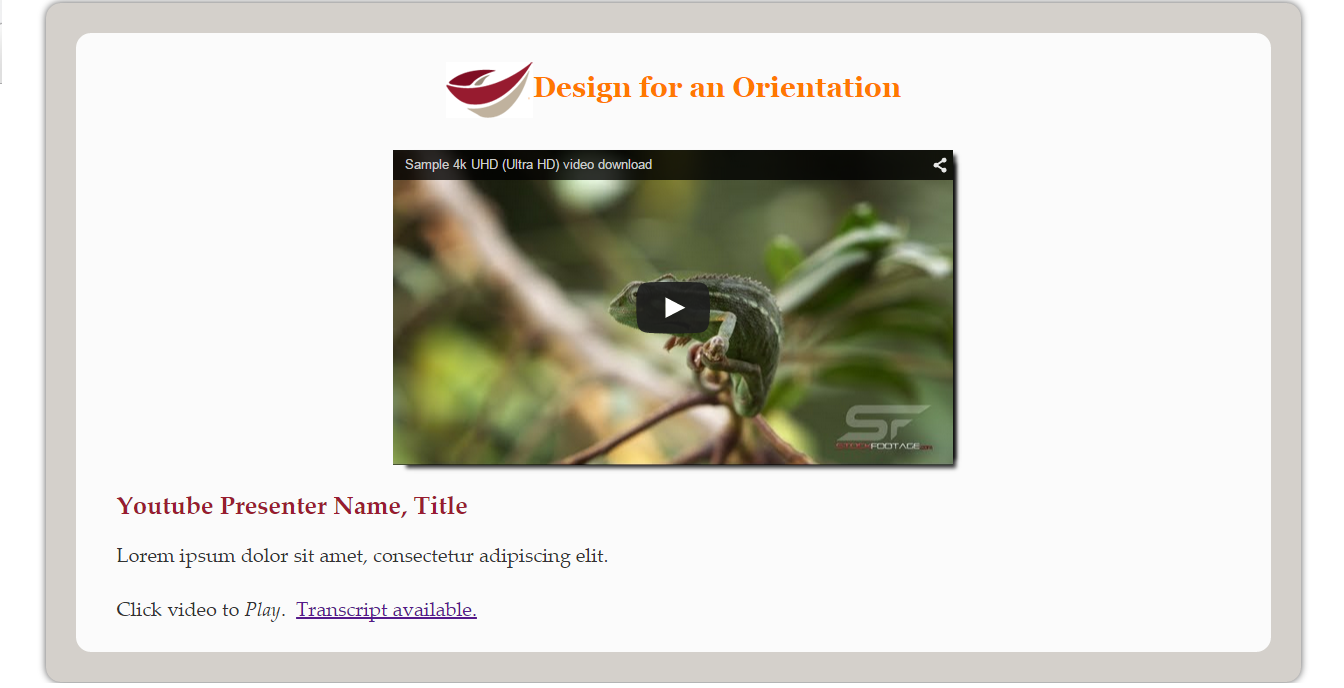 Design for an Orientation
Sample 4k UHD (Ultra HD) video download
SF
FOOTAGE
Youtube Presenter Name, Title
Lorem ipsum dolor sit amet, consectetur adipiscing elit.
Click video to Play. Transcript available.